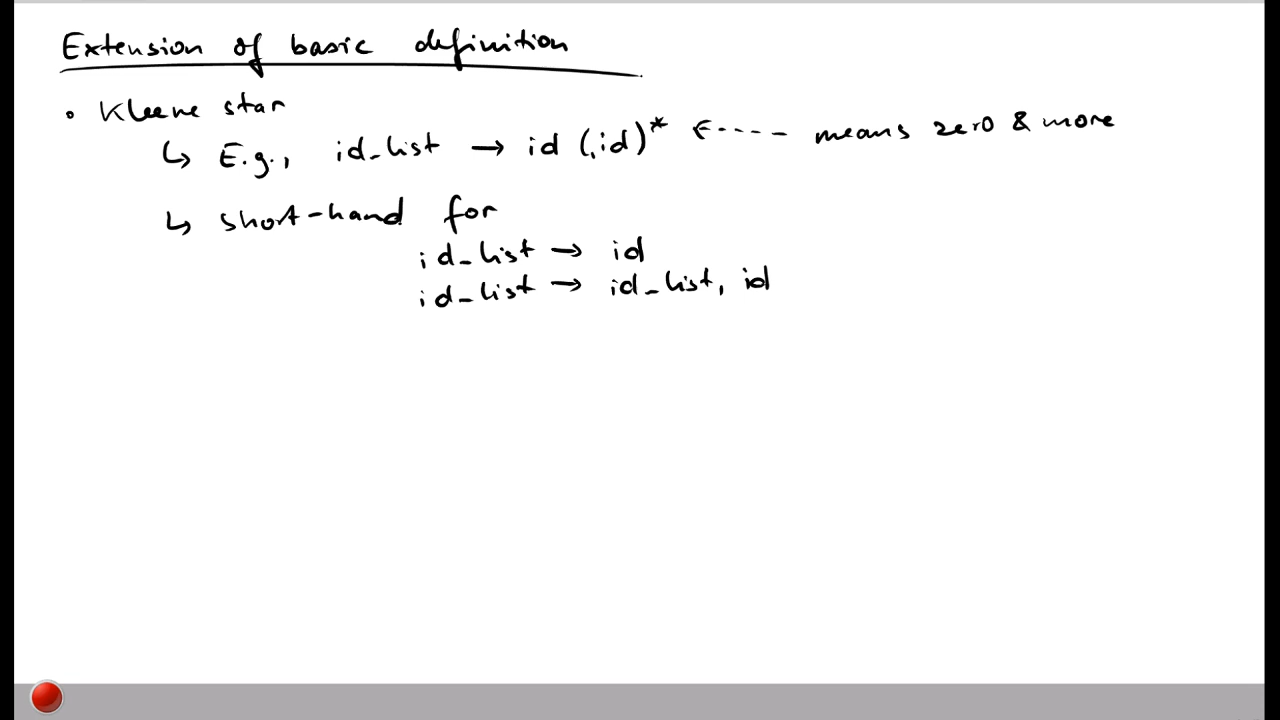 Extension of basic definition
• Kleene star
↳ E.g., id_list → id (,id)* <---- means zero & more
↳ short-hand for
id_list → id
id_list → id_list, id